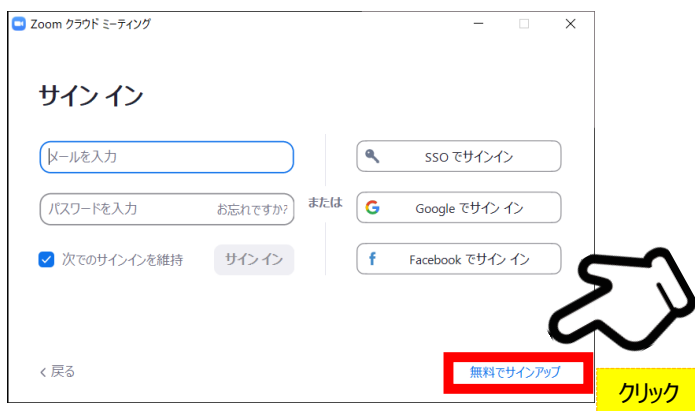 Zoom クラウド ミーティング
サイン イン
メールを入力
パスワードを入力 お忘れですか?
次でのサインインを維持 サイン イン
または
SSO でサインイン
Google でサイン イン
Facebook でサイン イン
< 戻る
無料でサインアップ
クリック